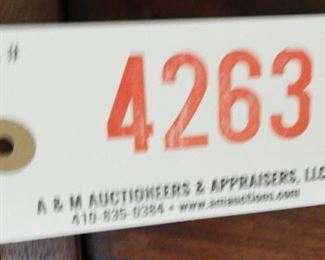 #
4263
A & M AUCTIONEERS & APPRAISERS, LLC
410-835-0384 • www.amauctions.com